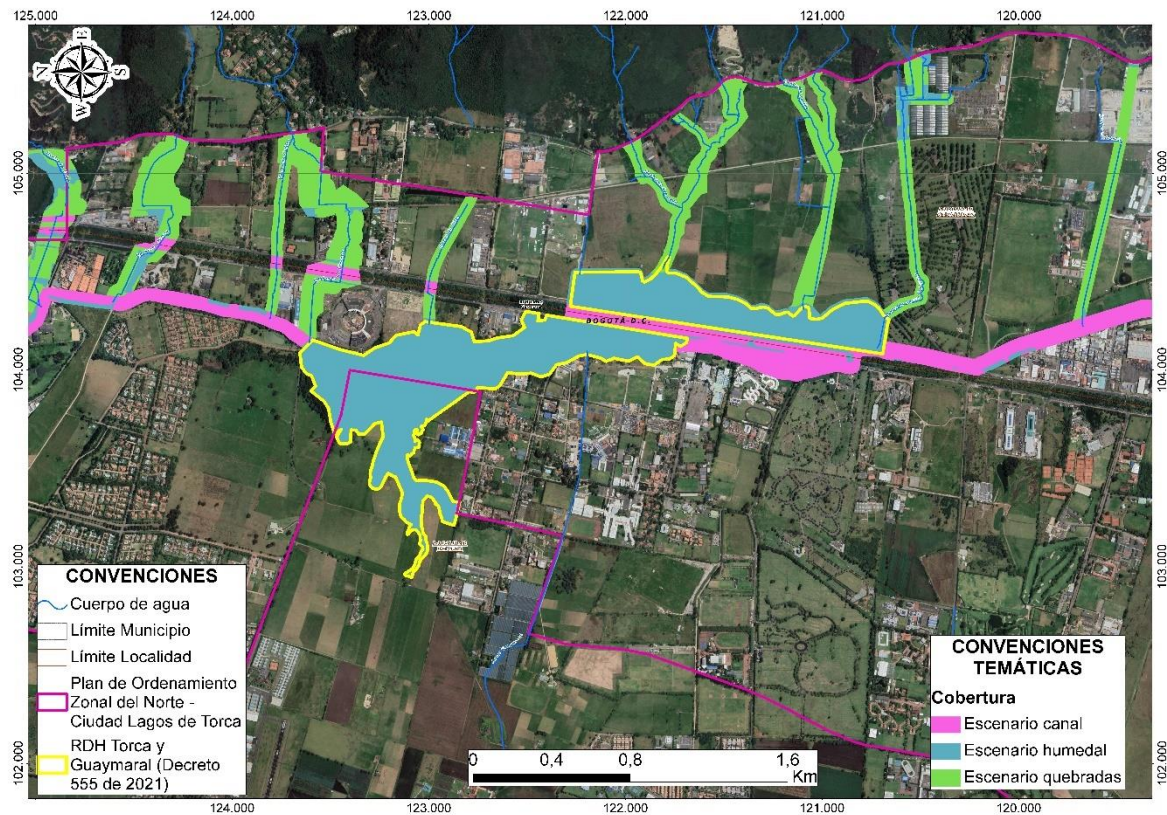 125.000 124.000 123.000 122.000 121.000 120.000
N
E
S
W
105.000
105.000
BOGOTÁ D.C.
104.000
104.000
103.000
103.000
102.000
102.000
CONVENCIONES
Cuerpo de agua
Límite Municipio
Límite Localidad
Plan de Ordenamiento
Zonal del Norte -
Ciudad Lagos de Torca
RDH Torca y
Guaymaral (Decreto
555 de 2021)
0 0,4 0,8 1,6
Km
CONVENCIONES
TEMÁTICAS
Cobertura
Escenario canal
Escenario humedal
Escenario quebradas
125.000 124.000 123.000 122.000 121.000 120.000